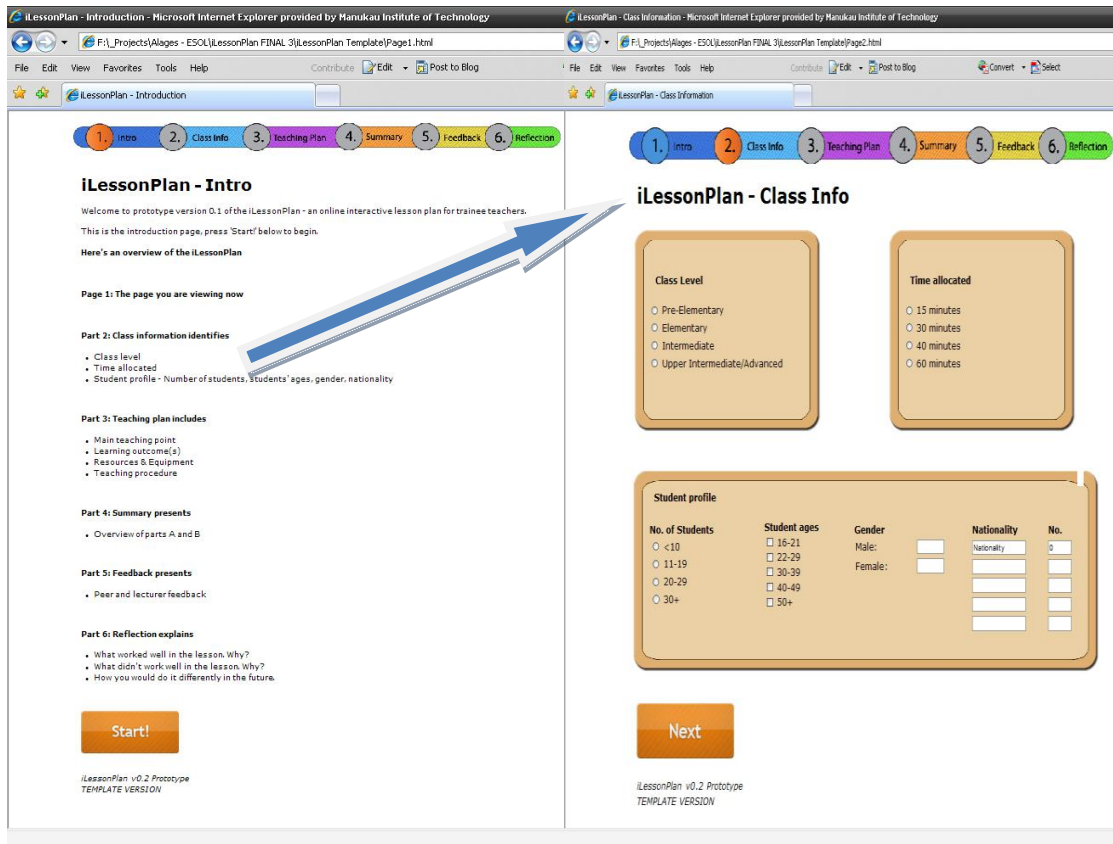 iLessonPlan - Introduction - Microsoft Internet Explorer provided by Manukau Institute of Technology
F:\_Projects\Alages - ESOL\iLessonPlan FINAL 3\iLessonPlan Template\Page1.html
File Edit View Favorites Tools Help Contribute Edit Post to Blog
iLessonPlan - Introduction
1. Intro 2. Class Info 3. Teaching Plan 4. Summary 5. Feedback 6. Reflection
iLessonPlan - Intro
Welcome to prototype version 0.1 of the iLessonPlan - an online interactive lesson plan for trainee teachers.
This is the introduction page, press 'Start!' below to begin.
Here's an overview of the iLessonPlan
Page 1: The page you are viewing now
Part 2: Class information identifies
• Class level
• Time allocated
• Student profile - Number of students, students' ages, gender, nationality
Part 3: Teaching plan includes
• Main teaching point
• Learning outcome(s)
• Resources & Equipment
• Teaching procedure
Part 4: Summary presents
• Overview of parts A and B
Part 5: Feedback presents
• Peer and lecturer feedback
Part 6: Reflection explains
• What worked well in the lesson. Why?
• What didn't work well in the lesson. Why?
• How you would do it differently in the future.
Start!
iLessonPlan v0.2 Prototype
TEMPLATE VERSION
iLessonPlan - Class Information - Microsoft Internet Explorer provided by Manukau Institute of Technology
F:\_Projects\Alages - ESOL\iLessonPlan FINAL 3\iLessonPlan Template\Page2.html
File Edit View Favorites Tools Help Contribute Edit Post to Blog Convert Select
iLessonPlan - Class Information
1. Intro 2. Class Info 3. Teaching Plan 4. Summary 5. Feedback 6. Reflection
iLessonPlan - Class Info
Class Level
Pre-Elementary
Elementary
Intermediate
Upper Intermediate/Advanced
Time allocated
15 minutes
30 minutes
40 minutes
60 minutes
Student profile
No. of Students
<10
11-19
20-29
30+
Student ages
16-21
22-29
30-39
40-49
50+
Gender
Male:
Female:
Nationality No.
Nationality 0
Next
iLessonPlan v0.2 Prototype
TEMPLATE VERSION